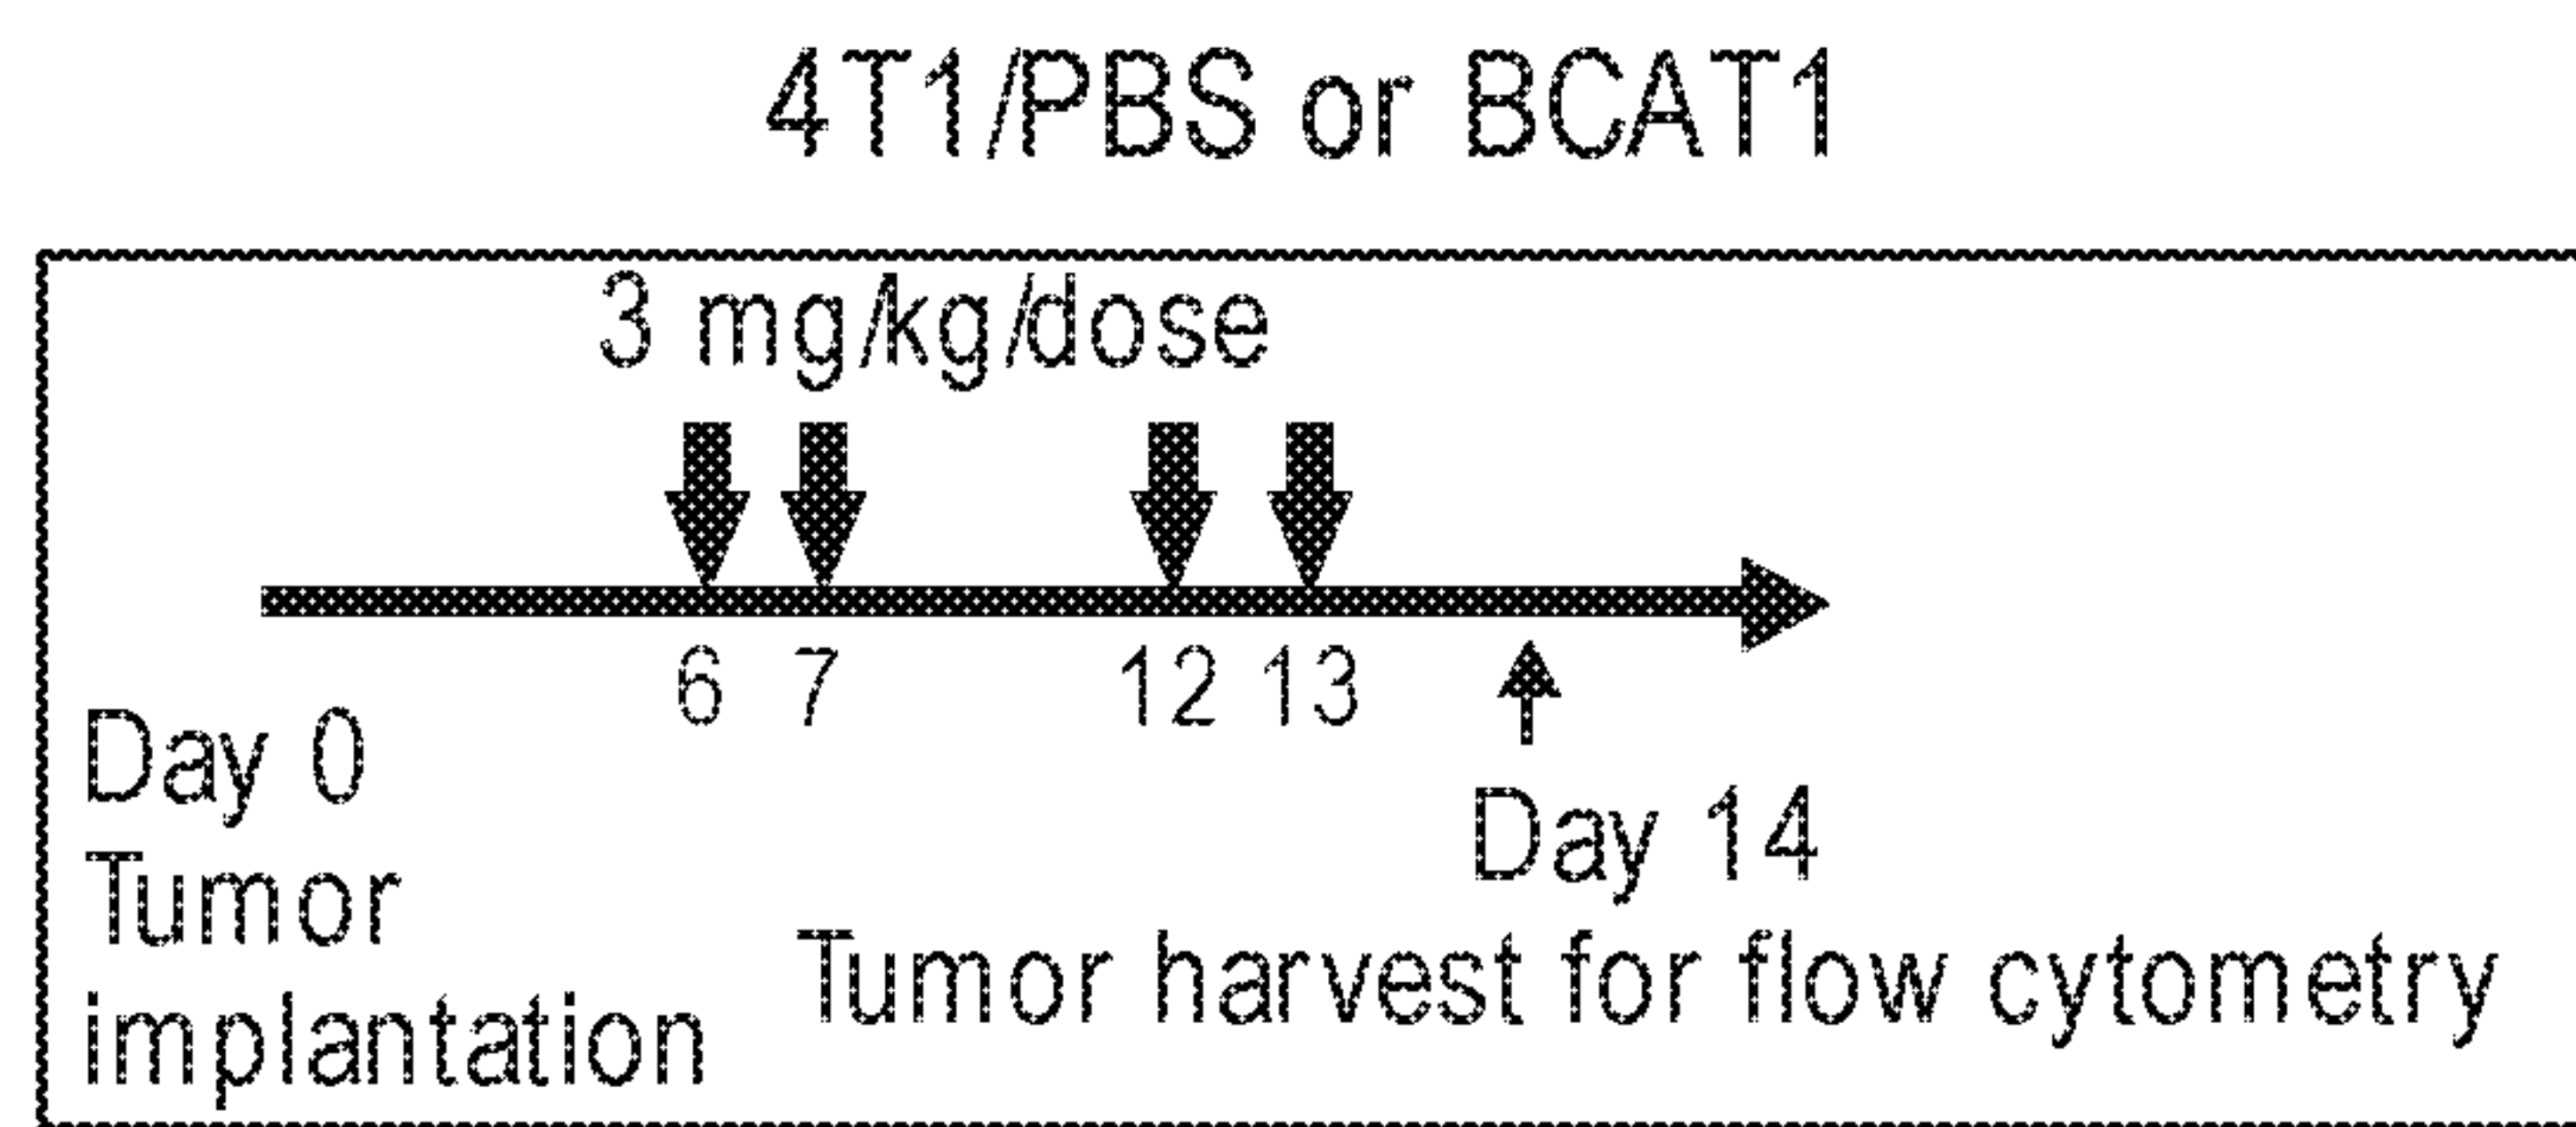 4T1/PBS or BCAT1
3 mg/kg/dose
6 7 12 13
Day 0
Tumor
implantation
Day 14
Tumor harvest for flow cytometry